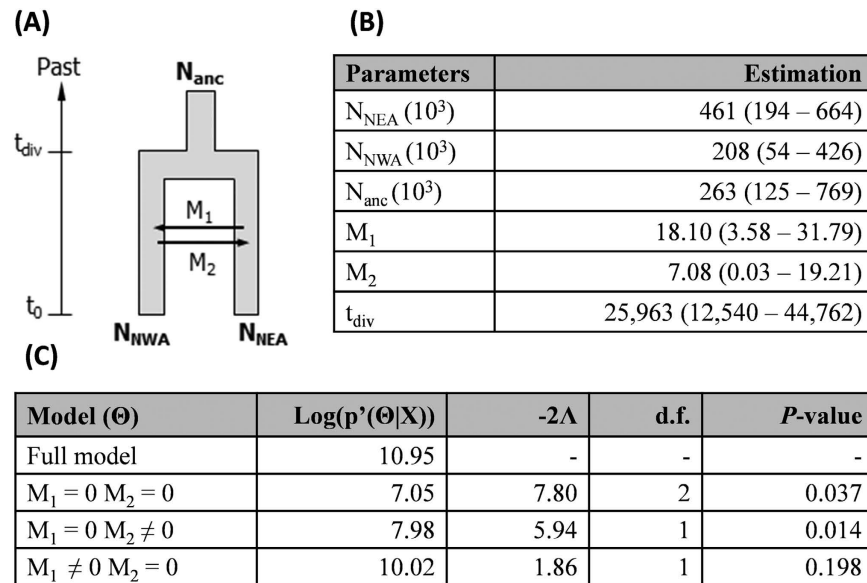 (A)
Past
N_anc
t_div
M_1
M_2
t_0
N_NWA N_NEA
(B)
Parameters Estimation
N_NEA (10^3) 461 (194 – 664)
N_NWA (10^3) 208 (54 – 426)
N_anc (10^3) 263 (125 – 769)
M_1 18.10 (3.58 – 31.79)
M_2 7.08 (0.03 – 19.21)
t_div 25,963 (12,540 – 44,762)
(C)
Model (Θ) Log(p’(Θ|X)) -2Λ d.f. P-value
Full model 10.95 - - -
M_1 = 0 M_2 = 0 7.05 7.80 2 0.037
M_1 = 0 M_2 ≠ 0 7.98 5.94 1 0.014
M_1 ≠ 0 M_2 = 0 10.02 1.86 1 0.198